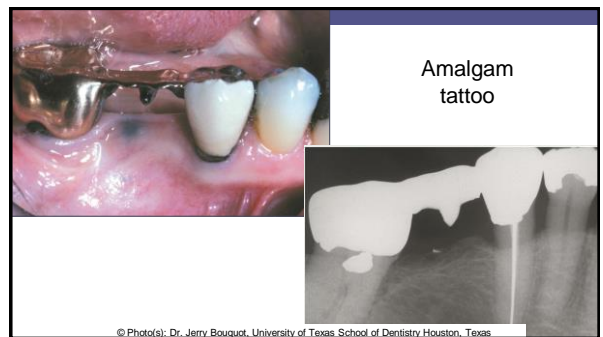 Amalgam
tattoo
© Photo(s): Dr. Jerry Bouquot, University of Texas School of Dentistry Houston, Texas